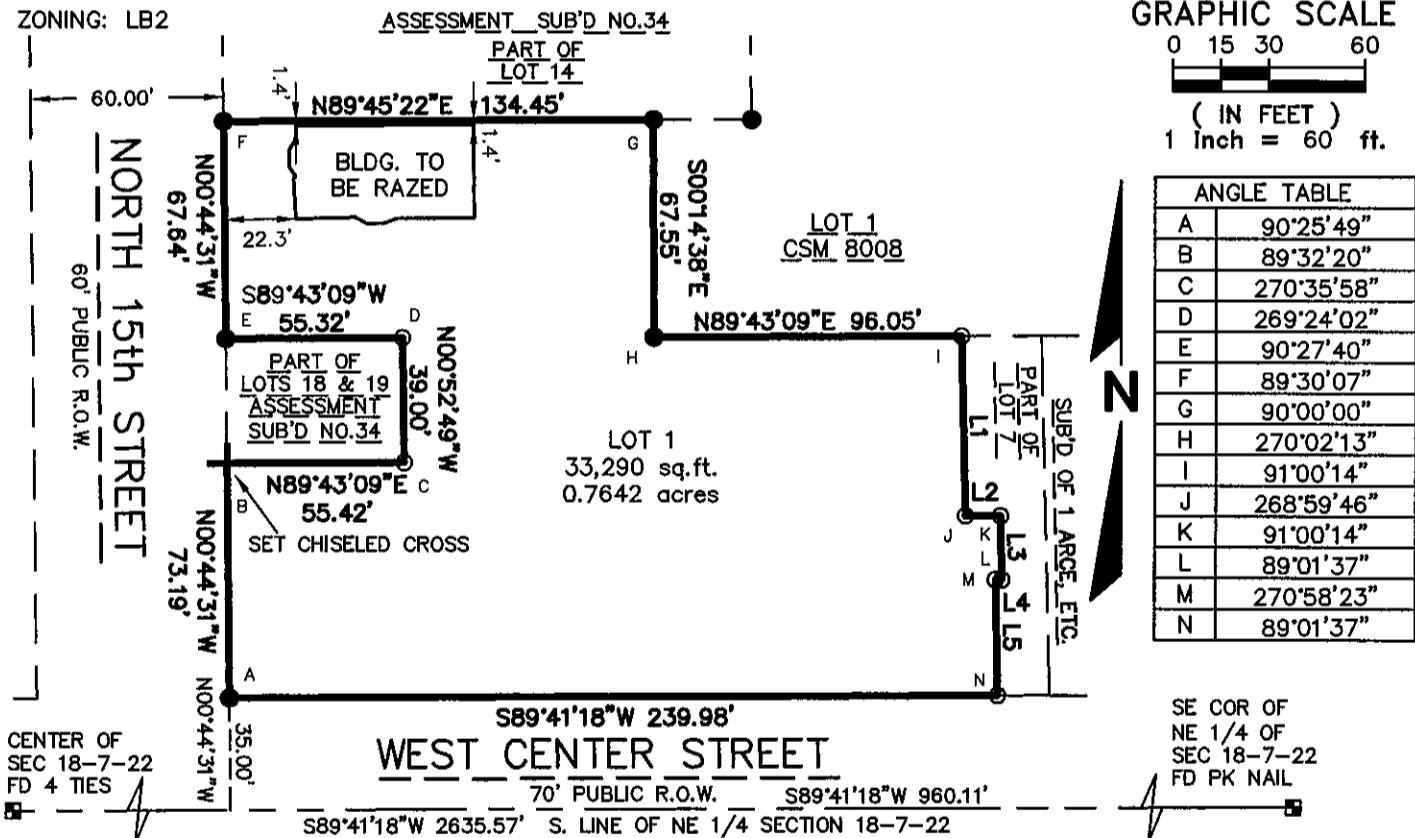 ZONING: LB2
ASSESSMENT SUB'D NO.34
PART OF
LOT 14
GRAPHIC SCALE
0 15 30 60
( IN FEET )
1 inch = 60 ft.
60.00'
1.4'
N89°45'22"E 134.45'
1.4'
F
G
BLDG. TO
BE RAZED
22.3'
N00°44'31"W
67.64'
S00°14'38"E
67.55'
LOT 1
CSM 8008
NORTH 15th STREET
60' PUBLIC R.O.W.
S89°43'09"W
55.32'
E
D
N89°43'09"E 96.05'
H
I
PART OF
LOTS 18 & 19
ASSESSMENT
SUB'D NO.34
N00°52'49"W
39.00'
N89°43'09"E
55.42'
C
B
SET CHISELED CROSS
LOT 1
33,290 sq.ft.
0.7642 acres
L1
PART OF
LOT 7
SUB'D OF 1 ARCE, ETC.
L2
J
K
L3
L
M
L4
L5
N
N
N00°44'31"W
73.19'
A
S89°41'18"W 239.98'
N00°44'31"W
35.00'
WEST CENTER STREET
70' PUBLIC R.O.W.
S89°41'18"W 960.11'
S89°41'18"W 2635.57' S. LINE OF NE 1/4 SECTION 18-7-22
CENTER OF
SEC 18-7-22
FD 4 TIES
SE COR OF
NE 1/4 OF
SEC 18-7-22
FD PK NAIL
ANGLE TABLE
A 90°25'49"
B 89°32'20"
C 270°35'58"
D 269°24'02"
E 90°27'40"
F 89°30'07"
G 90°00'00"
H 270°02'13"
I 91°00'14"
J 268°59'46"
K 91°00'14"
L 89°01'37"
M 270°58'23"
N 89°01'37"